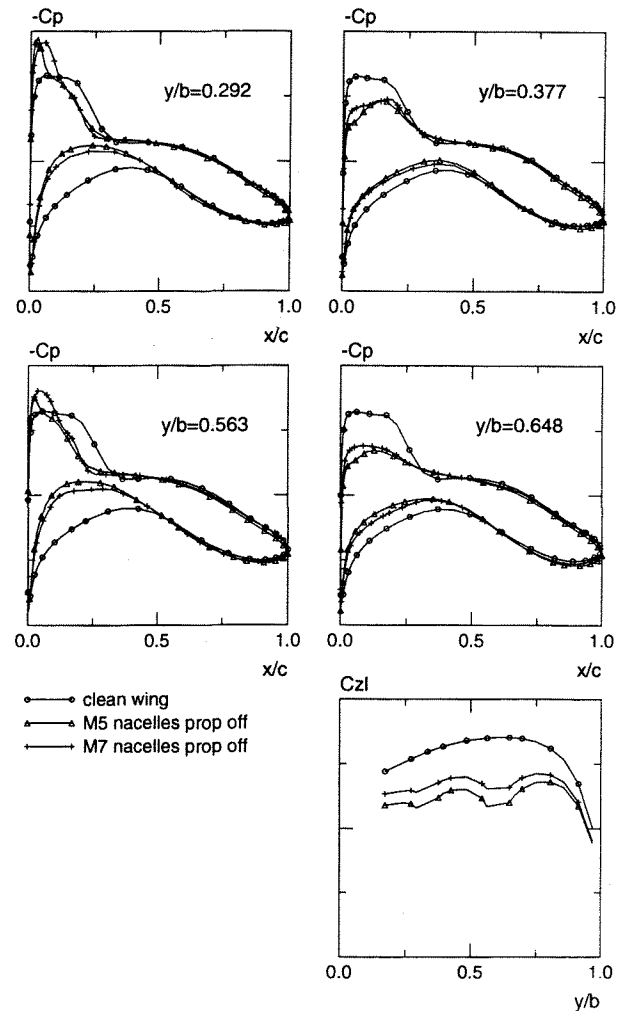 -Cp
y/b=0.292
0.0 0.5 1.0
x/c
-Cp
y/b=0.377
0.0 0.5 1.0
x/c
-Cp
y/b=0.563
0.0 0.5 1.0
x/c
-Cp
y/b=0.648
0.0 0.5 1.0
x/c
clean wing
M5 nacelles prop off
M7 nacelles prop off
Czl
0.0 0.5 1.0
y/b